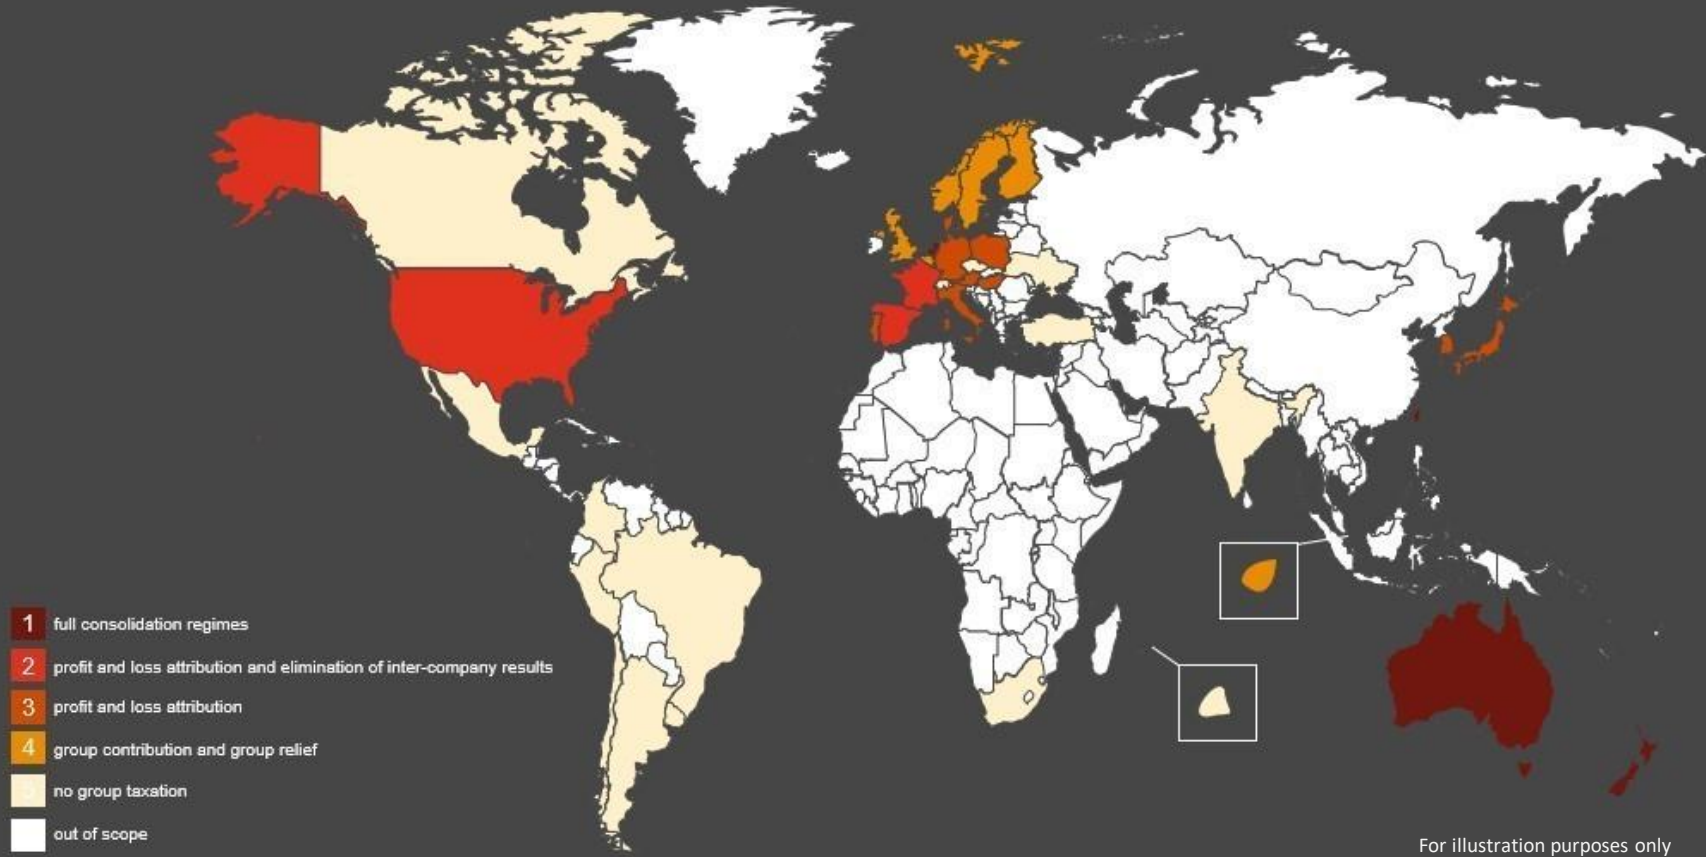 1 full consolidation regimes
2 profit and loss attribution and elimination of inter-company results
3 profit and loss attribution
4 group contribution and group relief
5 no group taxation
out of scope
For illustration purposes only